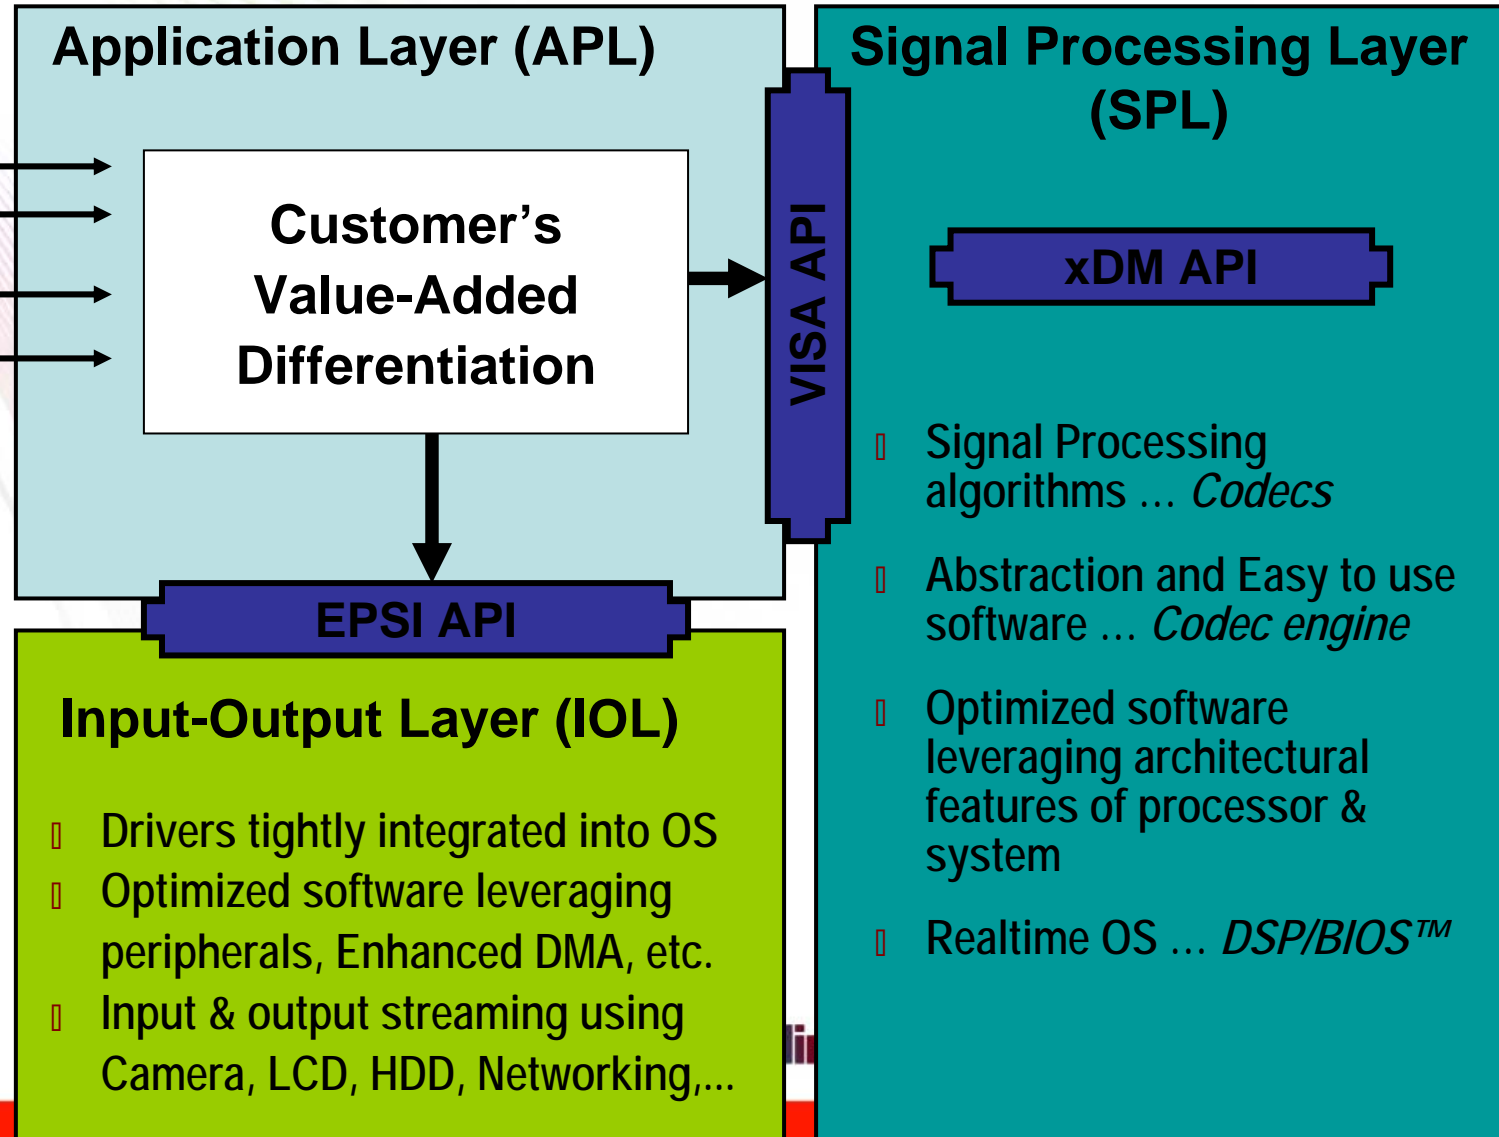 Application Layer (APL)
Customer’s
Value-Added
Differentiation
VISA API
EPSI API
Input-Output Layer (IOL)
Drivers tightly integrated into OS
Optimized software leveraging
peripherals, Enhanced DMA, etc.
Input & output streaming using
Camera, LCD, HDD, Networking,...
Signal Processing Layer
(SPL)
xDM API
Signal Processing
algorithms … Codecs
Abstraction and Easy to use
software … Codec engine
Optimized software
leveraging architectural
features of processor &
system
Realtime OS … DSP/BIOS™